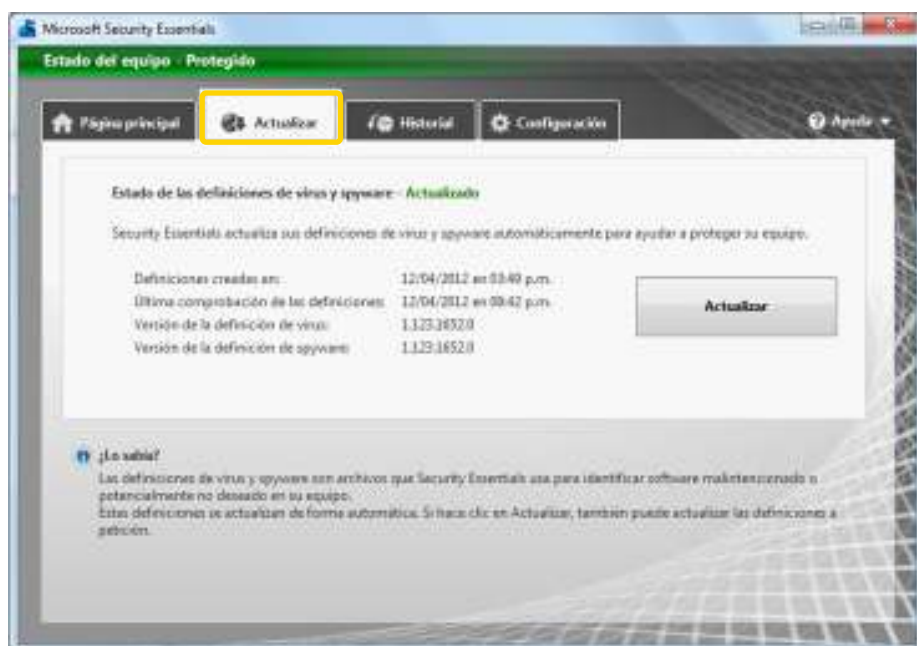 Microsoft Security Essentials
Estado del equipo - Protegido
Página principal
Actualizar
Historial
Configuración
Ayuda
Estado de las definiciones de virus y spyware - Actualizado
Security Essentials actualiza sus definiciones de virus y spyware automáticamente para ayudar a proteger su equipo.
Definiciones creadas en: 12/04/2012 en 03:40 p.m.
Última comprobación de las definiciones: 12/04/2012 en 08:42 p.m.
Versión de la definición de virus: 1.123.1652.0
Versión de la definición de spyware: 1.123.1652.0
Actualizar
¿Lo sabía?
Las definiciones de virus y spyware son archivos que Security Essentials usa para identificar software malintencionado o
potencialmente no deseado en su equipo.
Estas definiciones se actualizan de forma automática. Si hace clic en Actualizar, también puede actualizar las definiciones a
petición.